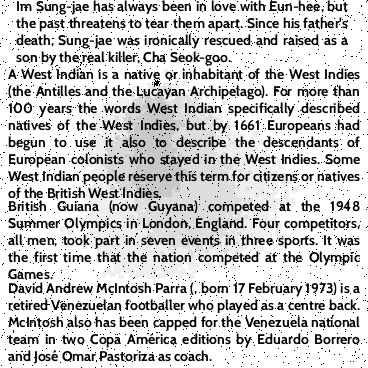 Im Sung-jae has always been in love with Eun-hee, but
the past threatens to tear them apart. Since his father's
death, Sung-jae was ironically rescued and raised as a
son by the real killer, Cha Seok-goo.
A West Indian is a native or inhabitant of the West Indies
(the Antilles and the Lucayan Archipelago). For more than
100 years the words West Indian specifically described
natives of the West Indies, but by 1661 Europeans had
begun to use it also to describe the descendants of
European colonists who stayed in the West Indies. Some
West Indian people reserve this term for citizens or natives
of the British West Indies.
British Guiana (now Guyana) competed at the 1948
Summer Olympics in London, England. Four competitors,
all men, took part in seven events in three sports. It was
the first time that the nation competed at the Olympic
Games.
David Andrew McIntosh Parra (, born 17 February 1973) is a
retired Venezuelan footballer who played as a centre back.
McIntosh also has been capped for the Venezuela national
team in two Copa América editions by Eduardo Borrero
and José Omar Pastoriza as coach.